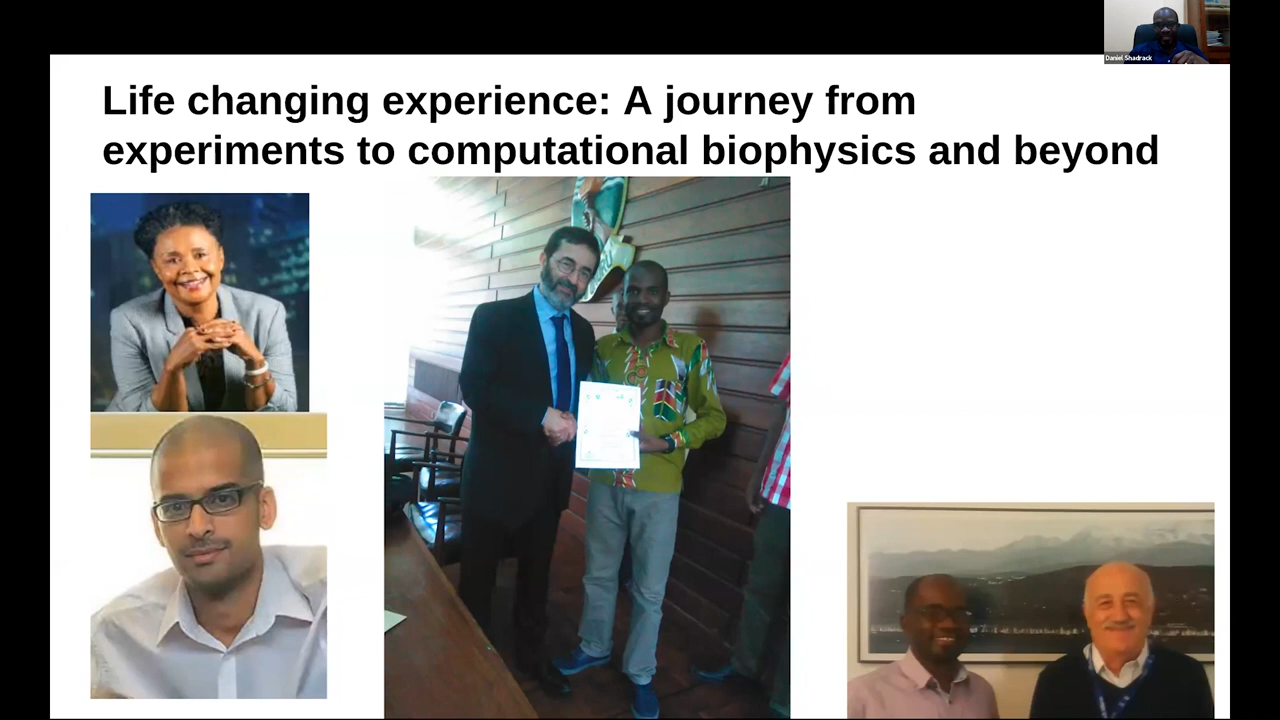 Daniel Shadrack
Life changing experience: A journey from
experiments to computational biophysics and beyond